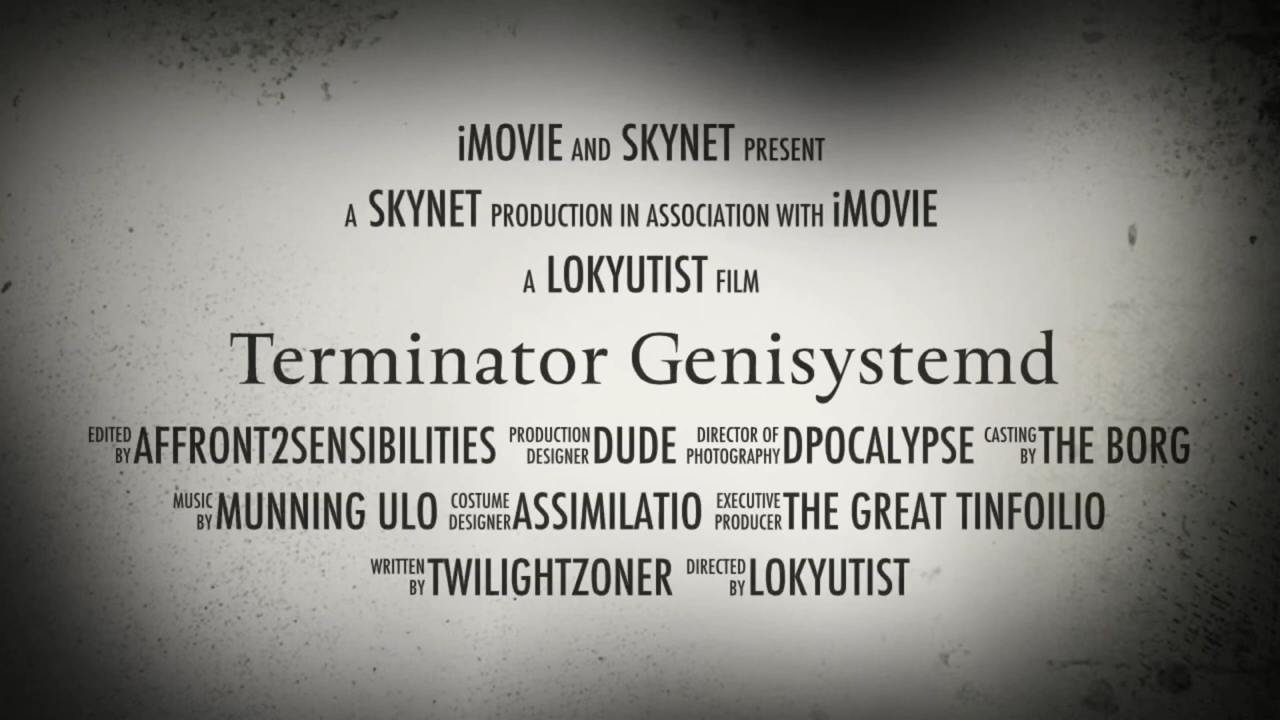 iMOVIE AND SKYNET PRESENT
A SKYNET PRODUCTION IN ASSOCIATION WITH iMOVIE
A LOKYUTIST FILM
Terminator Genisystemd
EDITED BY AFFRONT2SENSIBILITIES PRODUCTION DESIGNER DUDE DIRECTOR OF PHOTOGRAPHY DPOCALYPSE CASTING BY THE BORG
MUSIC BY MUNNING ULO COSTUME DESIGNER ASSIMILATIO EXECUTIVE PRODUCER THE GREAT TINFOILIO
WRITTEN BY TWILIGHTZONER DIRECTED BY LOKYUTIST